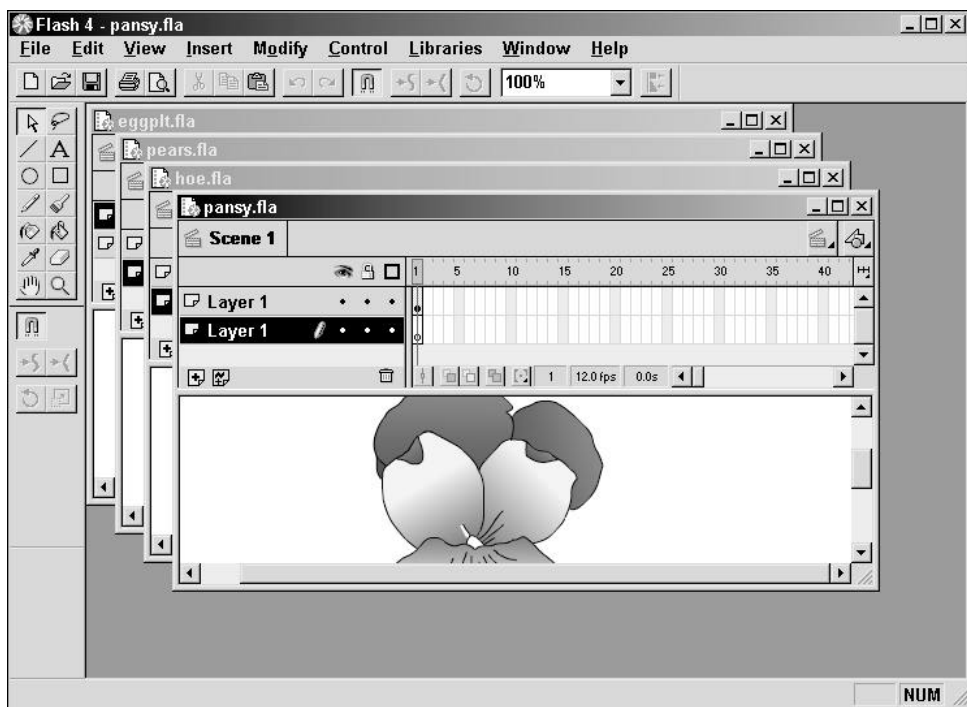 Flash 4 - pansy.fla
File Edit View Insert Modify Control Libraries Window Help
100%
A
eggplt.fla
pears.fla
hoe.fla
pansy.fla
Scene 1
1 5 10 15 20 25 30 35 40
Layer 1
Layer 1
1 12.0 fps 0.0s
NUM